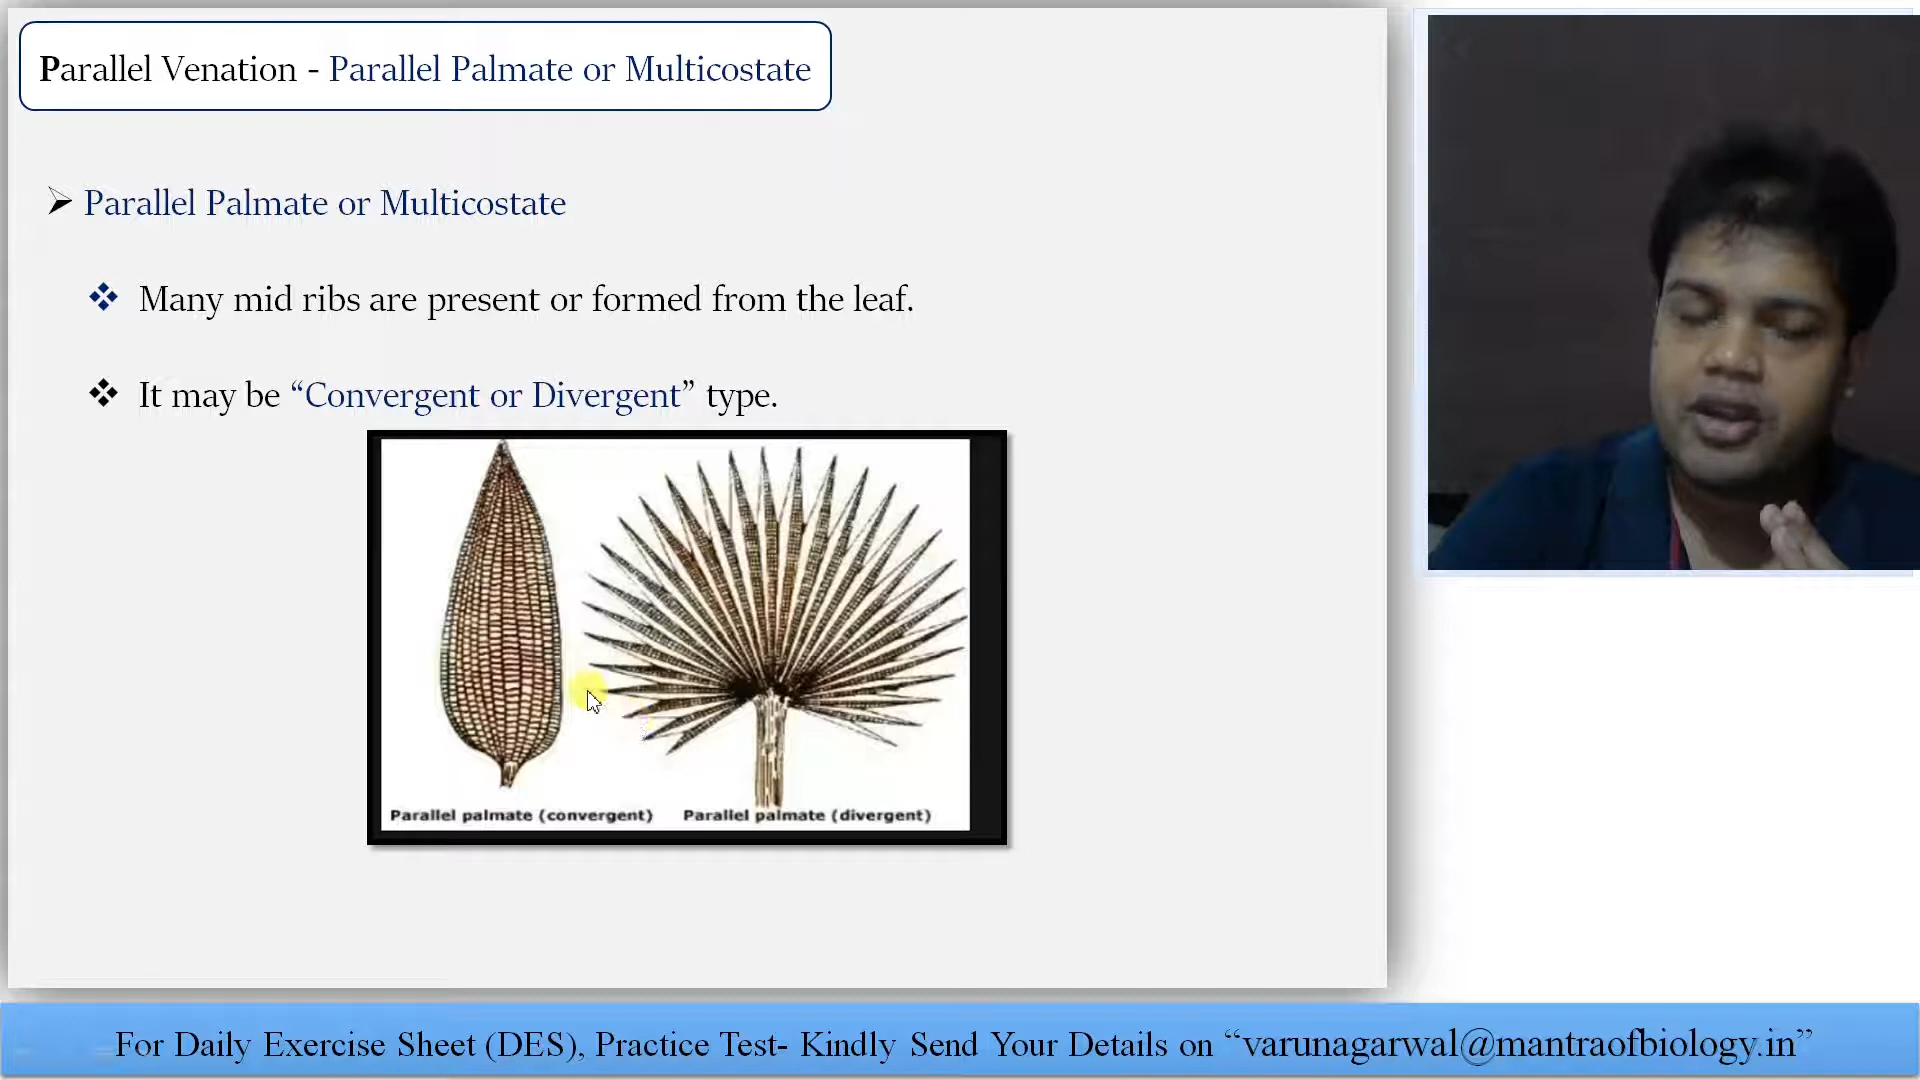 Parallel Venation - Parallel Palmate or Multicostate
Parallel Palmate or Multicostate
Many mid ribs are present or formed from the leaf.
It may be “Convergent or Divergent” type.
Parallel palmate (convergent) Parallel palmate (divergent)
For Daily Exercise Sheet (DES), Practice Test- Kindly Send Your Details on “varunagarwal@mantraofbiology.in”